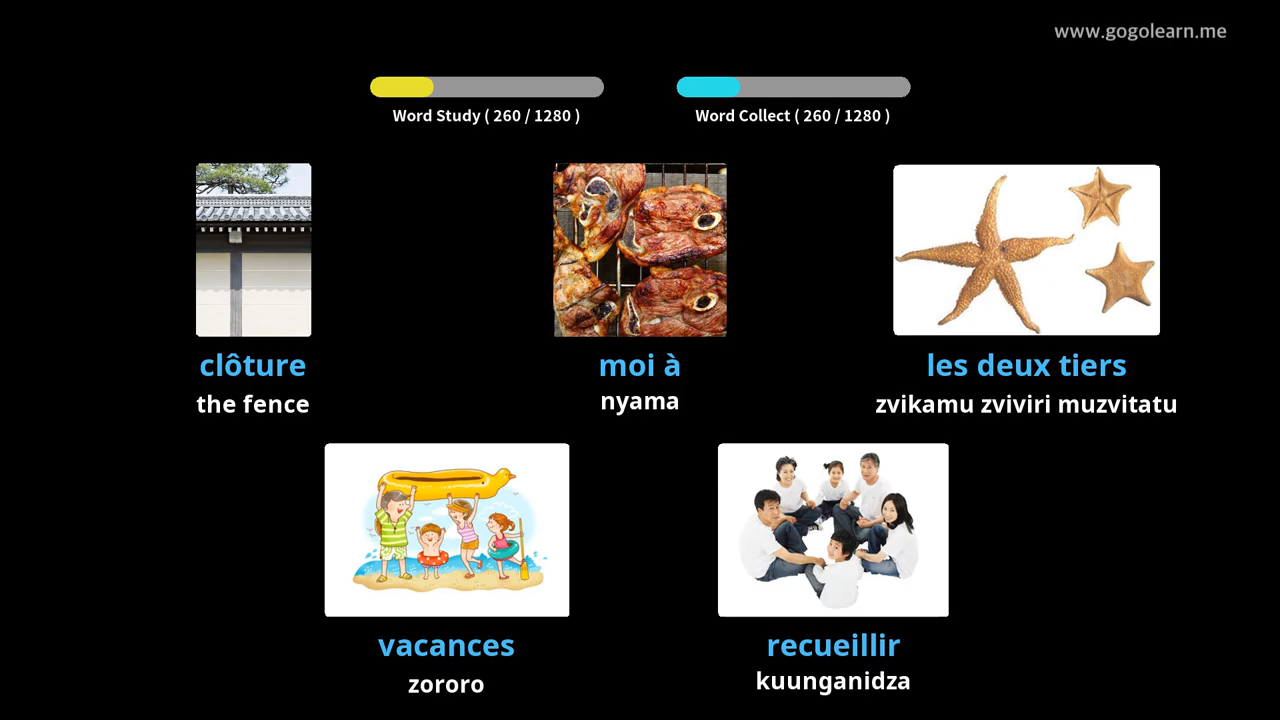 www.gogolearn.me
Word Study ( 260 / 1280 )
Word Collect ( 260 / 1280 )
clôture
the fence
moi à
nyama
les deux tiers
zvikamu zviviri muzvitatu
vacances
zororo
recueillir
kuunganidza